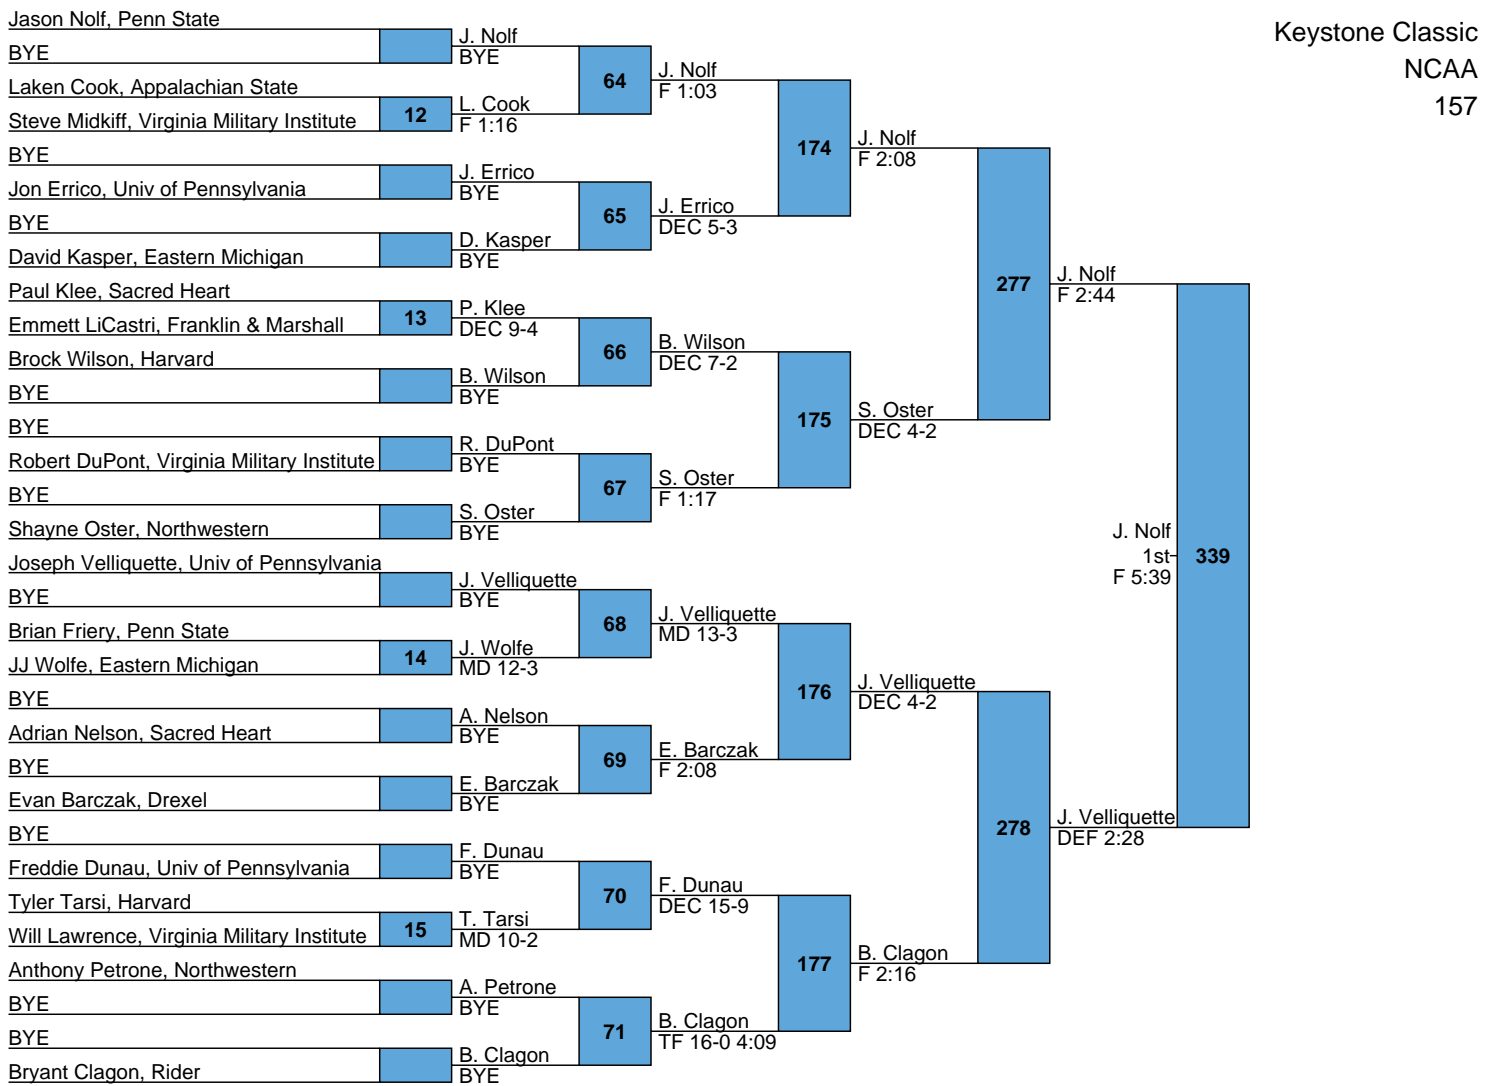 Keystone Classic
NCAA
157
Jason Nolf, Penn State
BYE
Laken Cook, Appalachian State
Steve Midkiff, Virginia Military Institute
BYE
Jon Errico, Univ of Pennsylvania
BYE
David Kasper, Eastern Michigan
Paul Klee, Sacred Heart
Emmett LiCastri, Franklin & Marshall
Brock Wilson, Harvard
BYE
BYE
Robert DuPont, Virginia Military Institute
BYE
Shayne Oster, Northwestern
Joseph Velliquette, Univ of Pennsylvania
BYE
Brian Friery, Penn State
JJ Wolfe, Eastern Michigan
BYE
Adrian Nelson, Sacred Heart
BYE
Evan Barczak, Drexel
BYE
Freddie Dunau, Univ of Pennsylvania
Tyler Tarsi, Harvard
Will Lawrence, Virginia Military Institute
Anthony Petrone, Northwestern
BYE
BYE
Bryant Clagon, Rider
12
13
14
15
J. Nolf
BYE
L. Cook
F 1:16
J. Errico
BYE
D. Kasper
BYE
P. Klee
DEC 9-4
B. Wilson
BYE
R. DuPont
BYE
S. Oster
BYE
J. Velliquette
BYE
J. Wolfe
MD 12-3
A. Nelson
BYE
E. Barczak
BYE
F. Dunau
BYE
T. Tarsi
MD 10-2
A. Petrone
BYE
B. Clagon
BYE
64
65
66
67
68
69
70
71
J. Nolf
F 1:03
J. Errico
DEC 5-3
B. Wilson
DEC 7-2
S. Oster
F 1:17
J. Velliquette
MD 13-3
E. Barczak
F 2:08
F. Dunau
DEC 15-9
B. Clagon
TF 16-0 4:09
174
175
176
177
J. Nolf
F 2:08
S. Oster
DEC 4-2
J. Velliquette
DEC 4-2
B. Clagon
F 2:16
277
278
J. Nolf
F 2:44
J. Velliquette
DEF 2:28
J. Nolf
1st
F 5:39
339